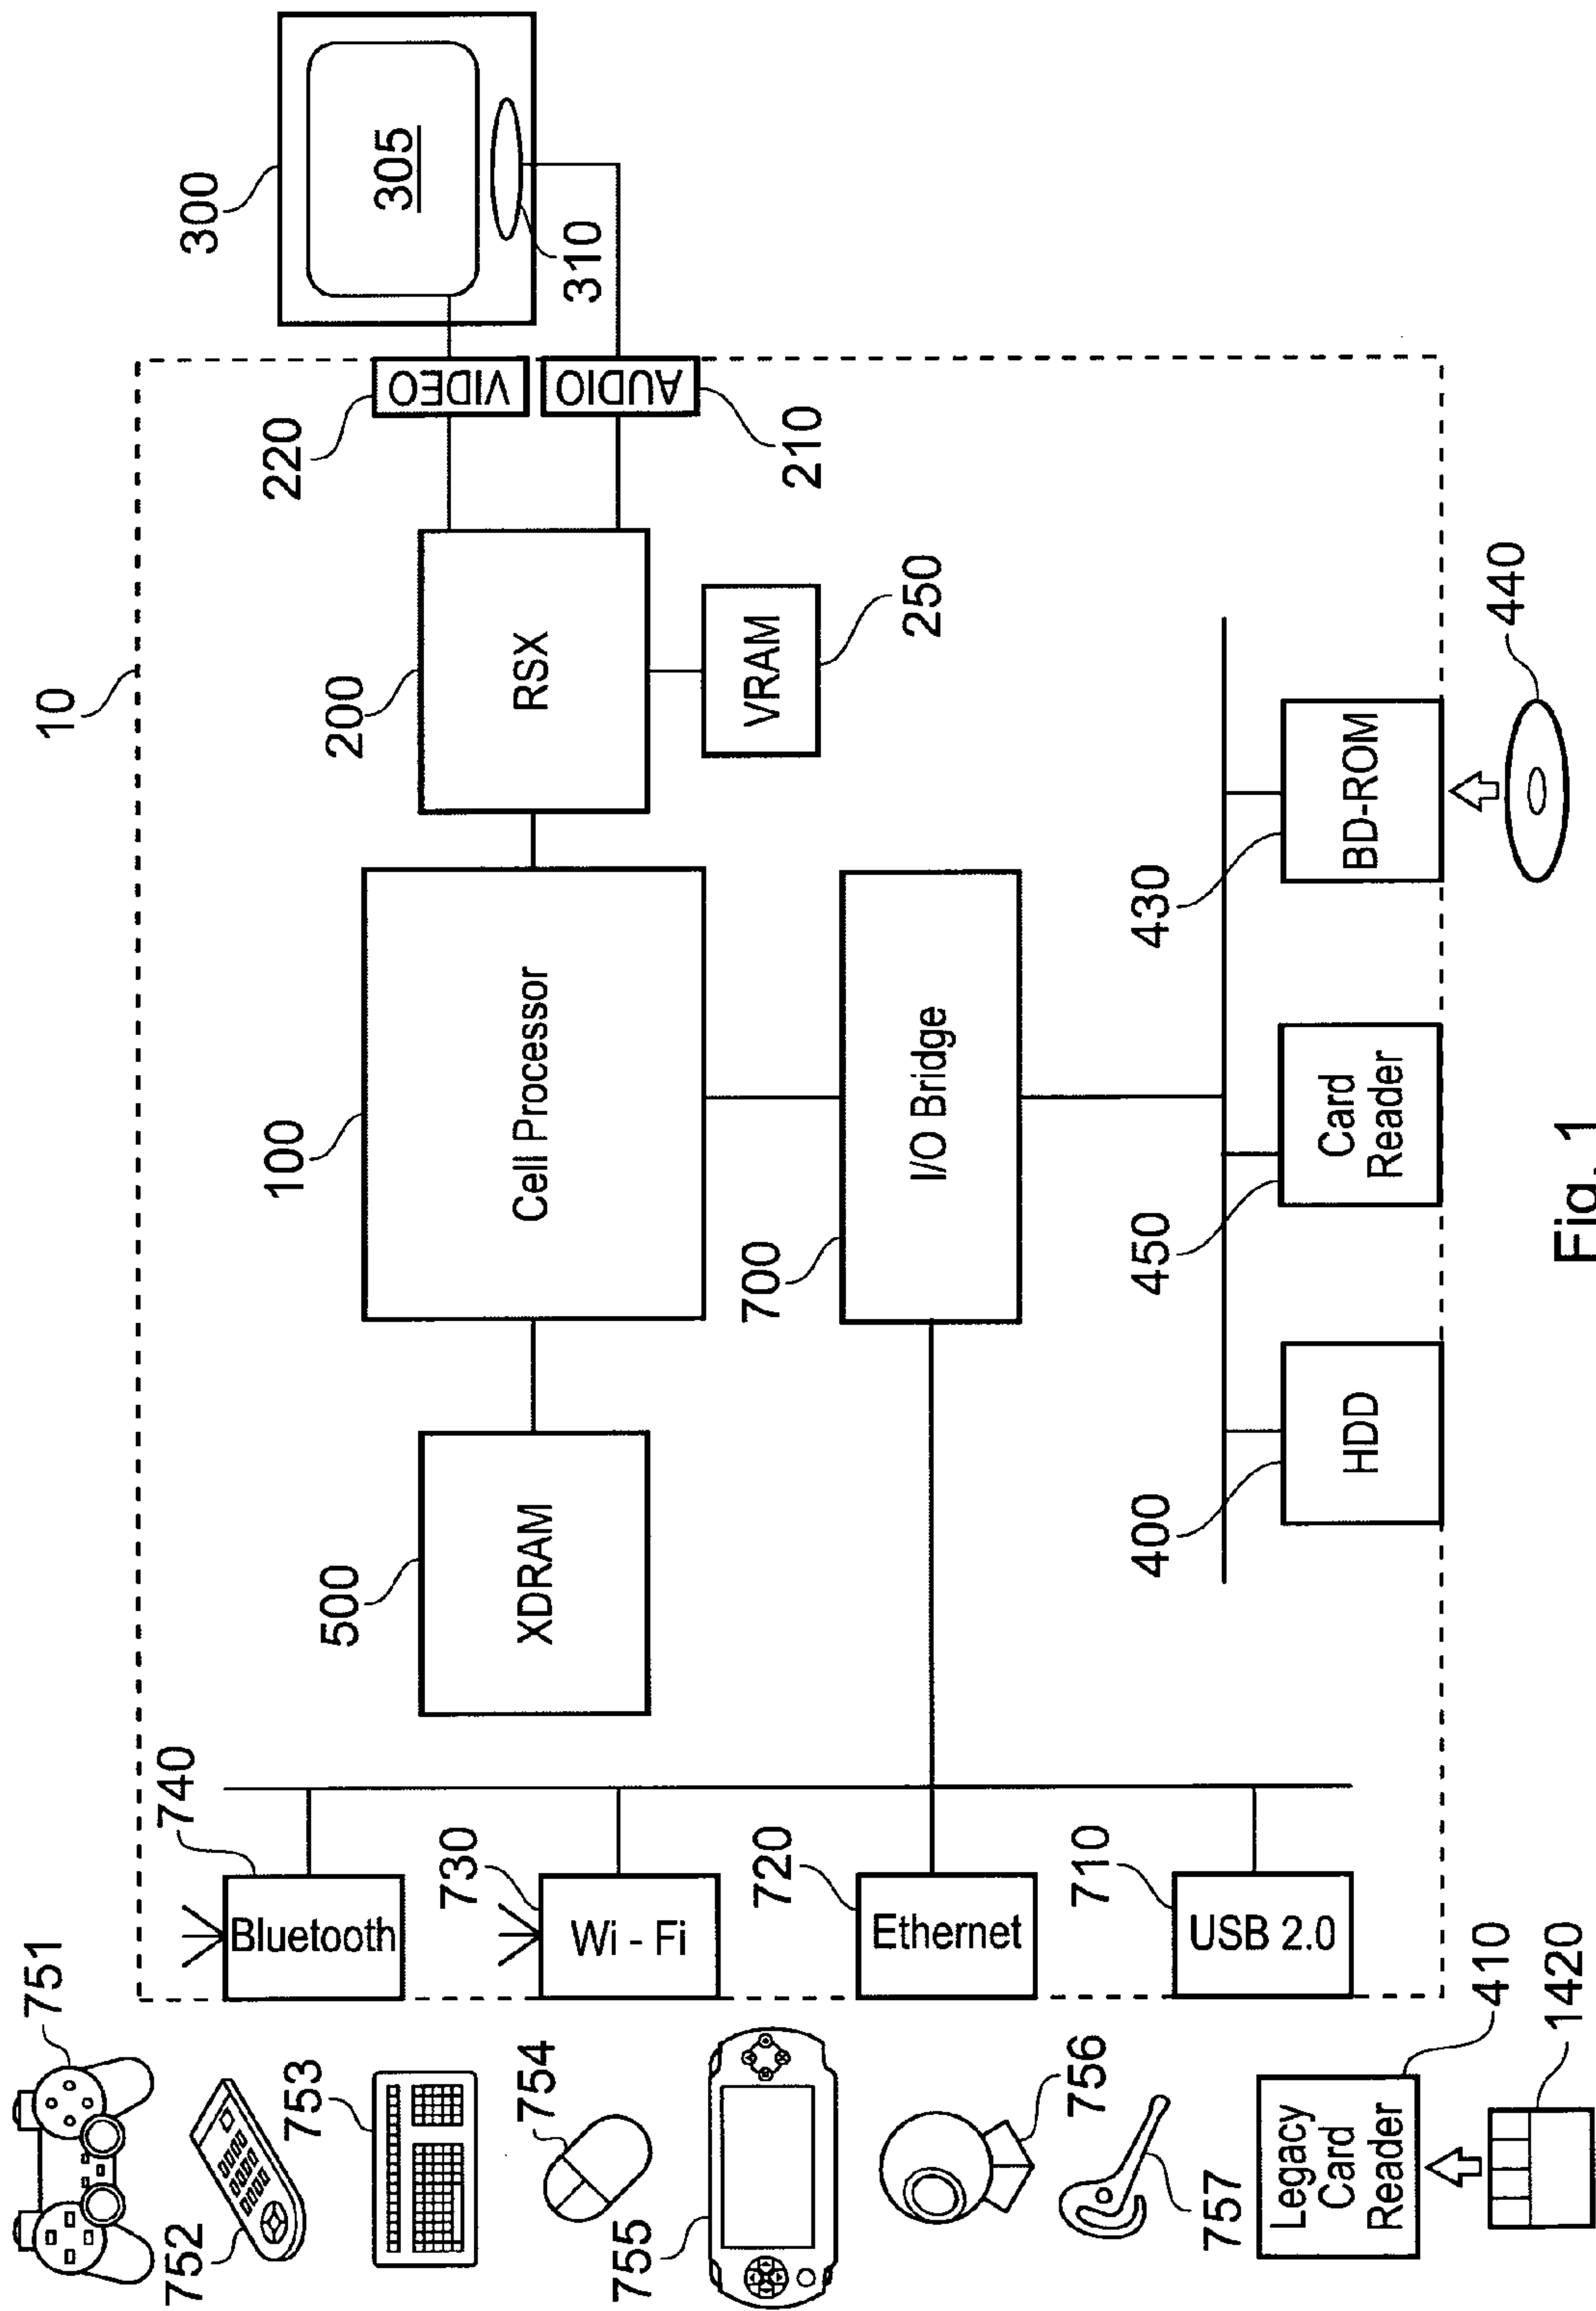 10
300
305
310
220
VIDEO
AUDIO
210
200
RSX
VRAM
250
100
Cell Processor
500
XDRAM
700
I/O Bridge
430
BD-ROM
440
450
Card
Reader
400
HDD
740
Bluetooth
730
Wi - Fi
720
Ethernet
710
USB 2.0
751
752
753
754
755
756
757
410
Legacy
Card
Reader
1420
Fig. 1